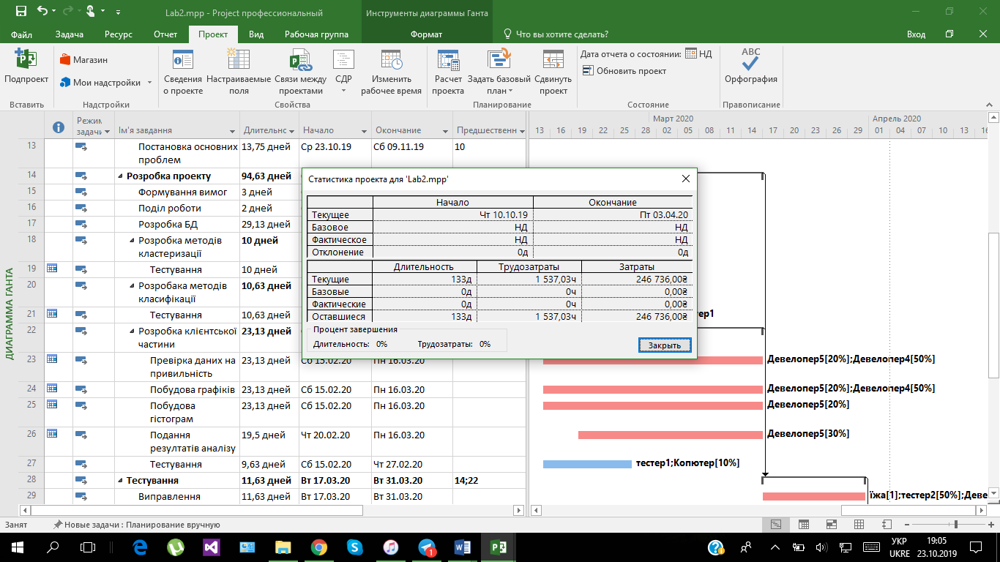 Lab2.mpp - Project профессиональный
Инструменты диаграммы Ганта
Файл Задача Ресурс Отчет Проект Вид Рабочая группа Формат Что вы хотите сделать? Вход
Подпроект
Магазин
Мои надстройки
Сведения о проекте
Настраиваемые поля
Связи между проектами
СДР
Изменить рабочее время
Расчет проекта
Задать базовый план
Сдвинуть проект
Дата отчета о состоянии: НД
Обновить проект
ABC
Орфография
Вставить Надстройки Свойства Планирование Состояние Правописание
Режим задачи Ім'я завдання Длительнс Начало Окончание Предшественн
Март 2020 Апрель 2020
13 16 19 22 25 28 02 05 08 11 14 17 20 23 26 29 01 04 07 10 13 16
13 Постановка основних проблем 13,75 дней Ср 23.10.19 Сб 09.11.19 10
14 Розробка проекту 94,63 дней
15 Формування вимог 3 дней
16 Поділ роботи 2 дней
17 Розробка БД 29,13 дней
18 Розробка методів кластеризації 10 дней
19 Тестування 10 дней
20 Розробака методів класифікації 10,63 дней
21 Тестування 10,63 дней
22 Розробка клієнтської частини 23,13 дней
23 Превірка даних на привильність 23,13 дней Сб 15.02.20 Пн 16.03.20 Девелопер5[20%];Девелопер4[50%]
24 Побудова графіків 23,13 дней Сб 15.02.20 Пн 16.03.20 Девелопер5[20%];Девелопер4[50%]
25 Побудова гістограм 23,13 дней Сб 15.02.20 Пн 16.03.20 Девелопер5[20%]
26 Подання резултатів аналізу 19,5 дней Чт 20.02.20 Пн 16.03.20 Девелопер5[30%]
27 Тестування 9,63 дней Сб 15.02.20 Чт 27.02.20 тестер1;Копютер[10%]
28 Тестування 11,63 дней Вт 17.03.20 Вт 31.03.20 14;22
29 Виправлення 11,63 дней Вт 17.03.20 Вт 31.03.20 їжа[1];тестер2[50%];Деве
ДИАГРАММА ГАНТА
Статистика проекта для 'Lab2.mpp'
Начало Окончание
Текущее Чт 10.10.19 Пт 03.04.20
Базовое НД НД
Фактическое НД НД
Отклонение 0д 0д
Длительность Трудозатраты Затраты
Текущие 133д 1 537,03ч 246 736,00₴
Базовые 0д 0ч 0,00₴
Фактические 0д 0ч 0,00₴
Оставшиеся 133д 1 537,03ч 246 736,00₴
Процент завершения
Длительность: 0% Трудозатраты: 0%
Закрыть
Занят Новые задачи : Планирование вручную
УКР
UKRE
19:05
23.10.2019
1